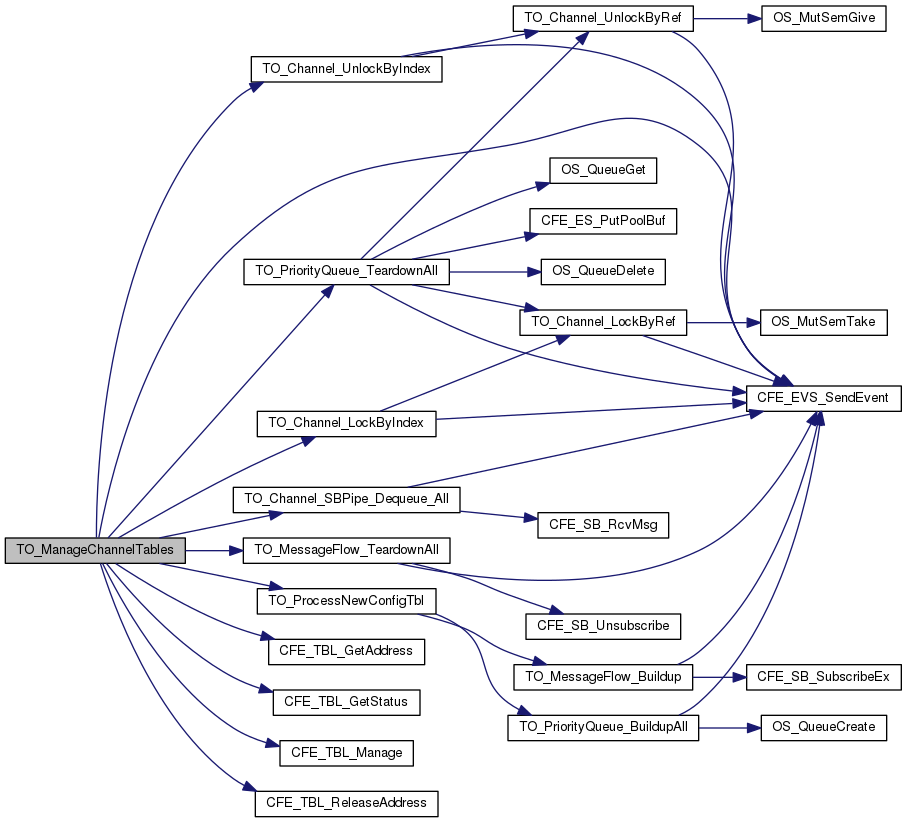 TO_Channel_UnlockByRef
OS_MutSemGive
TO_Channel_UnlockByIndex
OS_QueueGet
CFE_ES_PutPoolBuf
TO_PriorityQueue_TeardownAll
OS_QueueDelete
TO_Channel_LockByRef
OS_MutSemTake
CFE_EVS_SendEvent
TO_Channel_LockByIndex
TO_Channel_SBPipe_Dequeue_All
CFE_SB_RcvMsg
TO_ManageChannelTables
TO_MessageFlow_TeardownAll
TO_ProcessNewConfigTbl
CFE_SB_Unsubscribe
CFE_TBL_GetAddress
TO_MessageFlow_Buildup
CFE_SB_SubscribeEx
CFE_TBL_GetStatus
TO_PriorityQueue_BuildupAll
OS_QueueCreate
CFE_TBL_Manage
CFE_TBL_ReleaseAddress